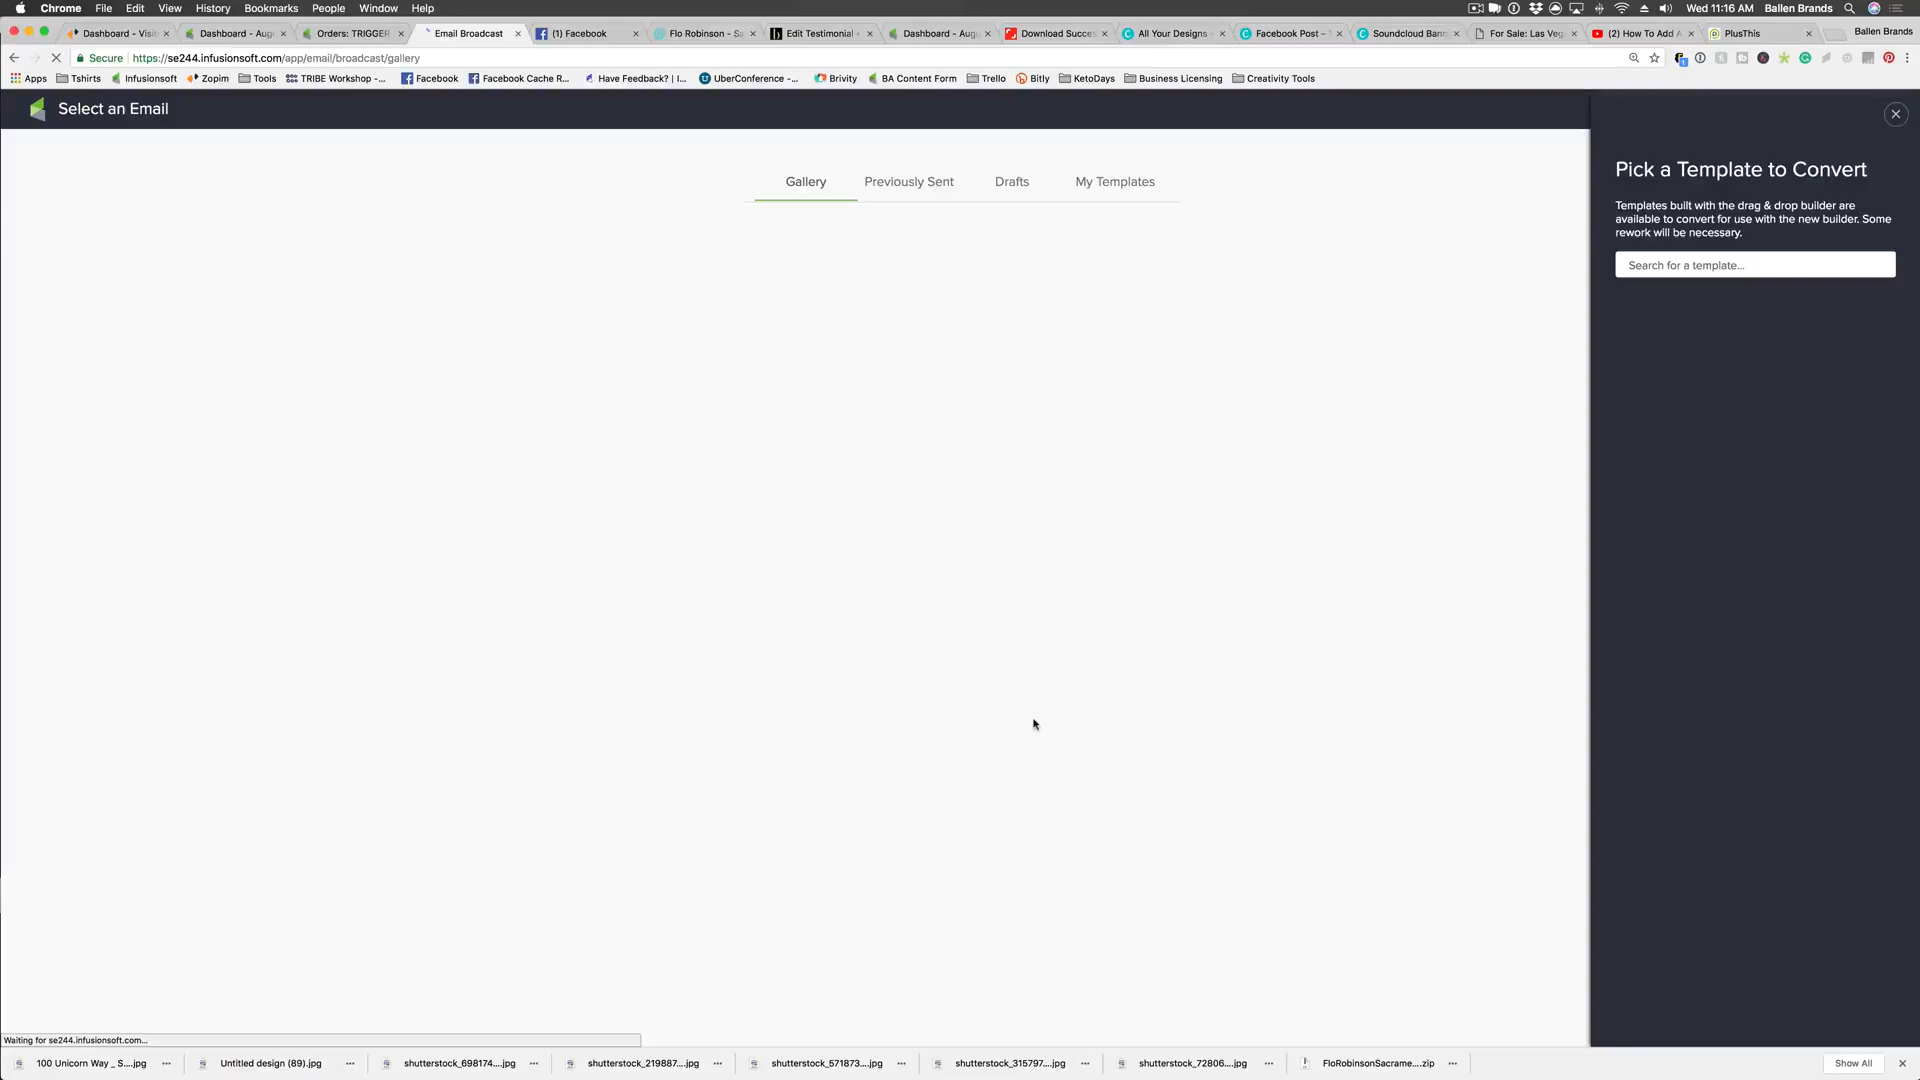 Chrome File Edit View History Bookmarks People Window Help Wed 11:16 AM Ballen Brands
Dashboard - Visit Dashboard - Aug Orders: TRIGGER Email Broadcast (1) Facebook Flo Robinson - Sa Edit Testimonial Dashboard - Aug Download Succes All Your Designs - Facebook Post - Soundcloud Bann For Sale: Las Veg (2) How To Add A PlusThis Ballen Brands
Secure https://se244.infusionsoft.com/app/email/broadcast/gallery
Apps Tshirts Infusionsoft Zopim Tools TRIBE Workshop -... Facebook Facebook Cache R... Have Feedback? | I... UberConference -... Brivity BA Content Form Trello Bitly KetoDays Business Licensing Creativity Tools
Select an Email
Gallery Previously Sent Drafts My Templates
Pick a Template to Convert
Templates built with the drag & drop builder are
available to convert for use with the new builder. Some
rework will be necessary.
Search for a template...
Waiting for se244.infusionsoft.com...
100 Unicorn Way _ S....jpg Untitled design (89).jpg shutterstock_698174....jpg shutterstock_219887....jpg shutterstock_571873....jpg shutterstock_315797....jpg shutterstock_72806....jpg FloRobinsonSacrame....zip Show All